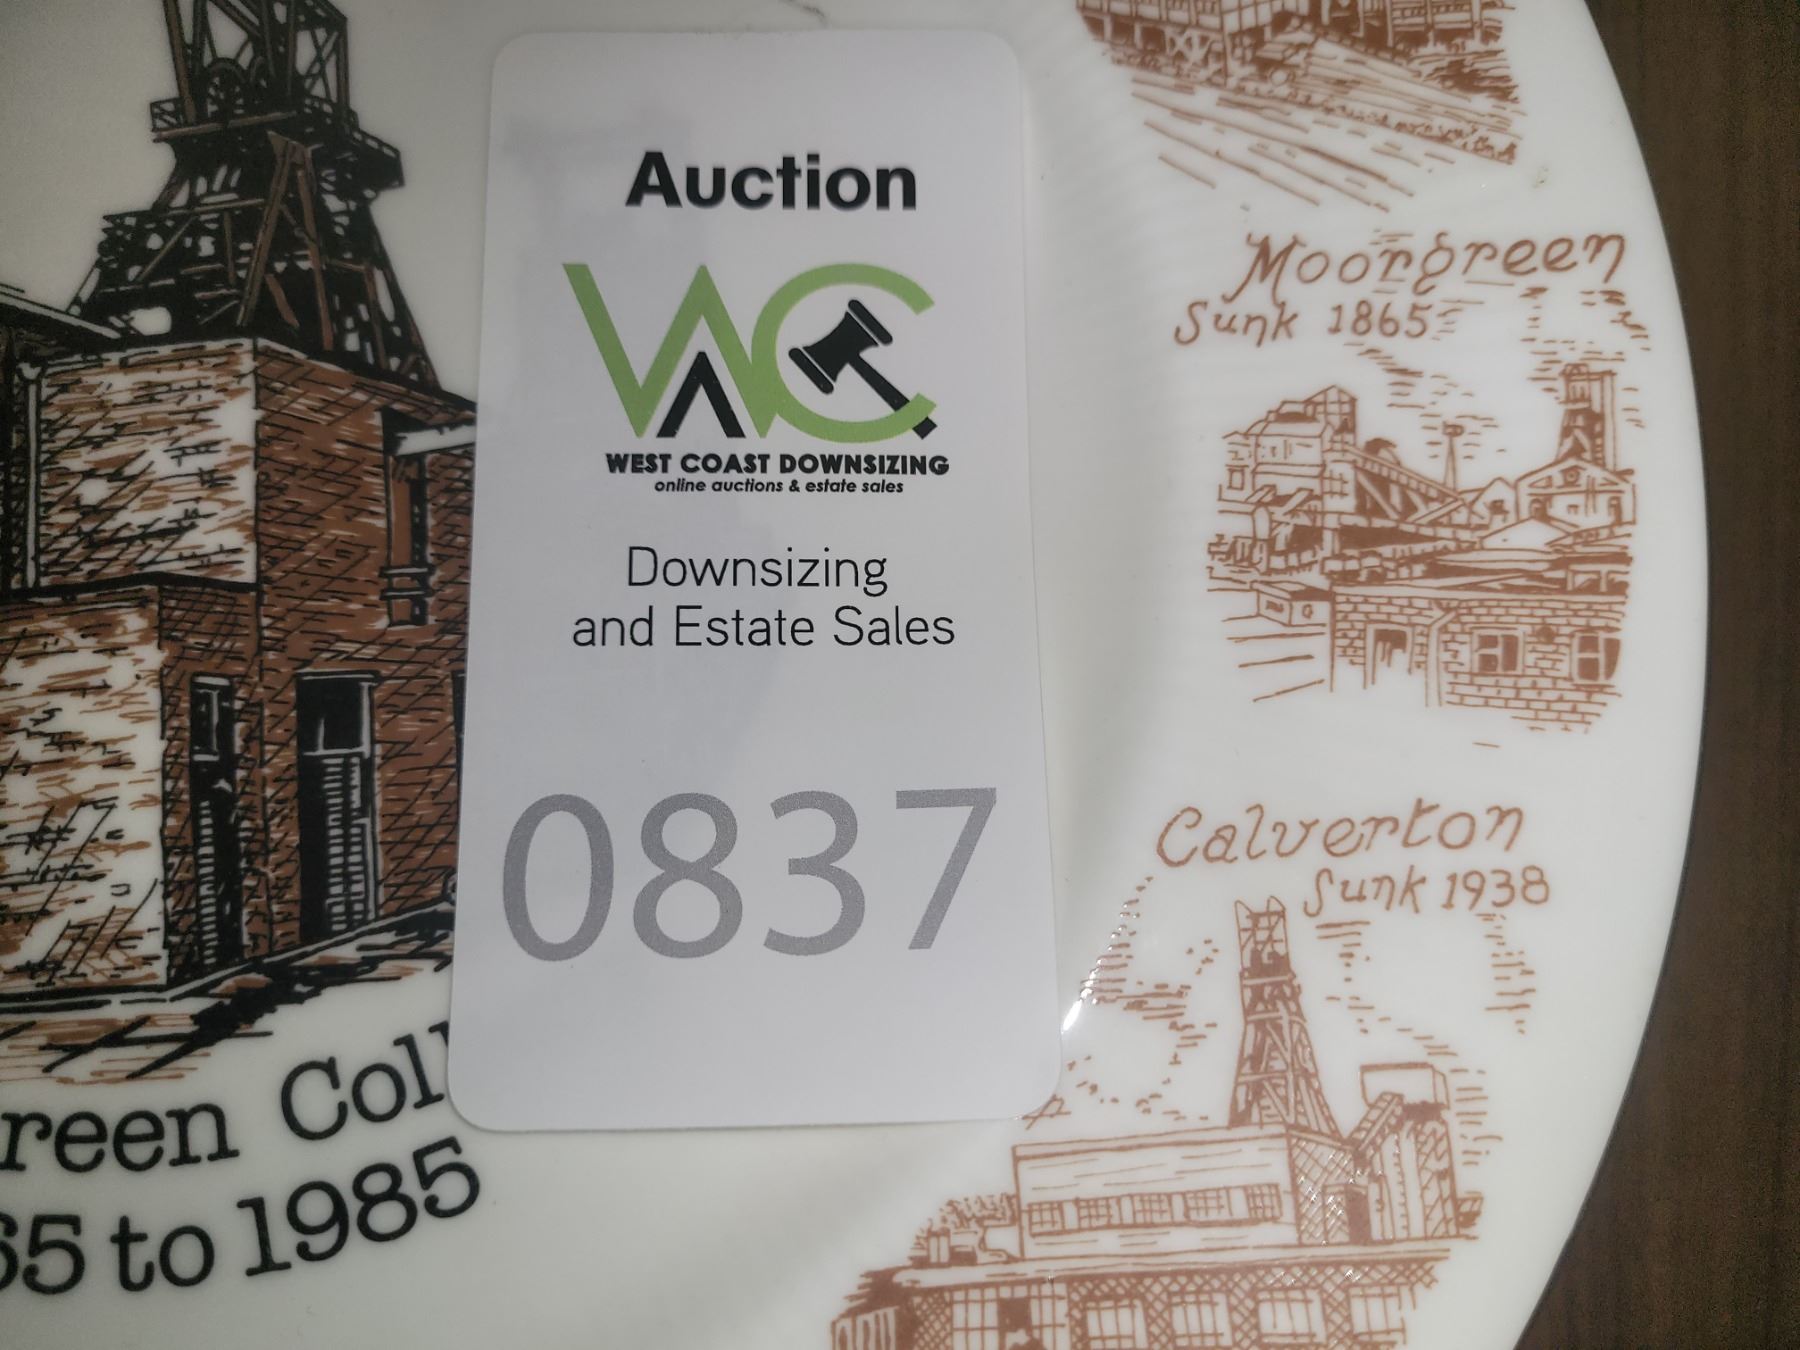 Auction
WAC
WEST COAST DOWNSIZING
online auctions & estate sales
Downsizing
and Estate Sales
0837
Moorgreen
Sunk 1865
Calverton
Sunk 1938
reen Coll
65 to 1985